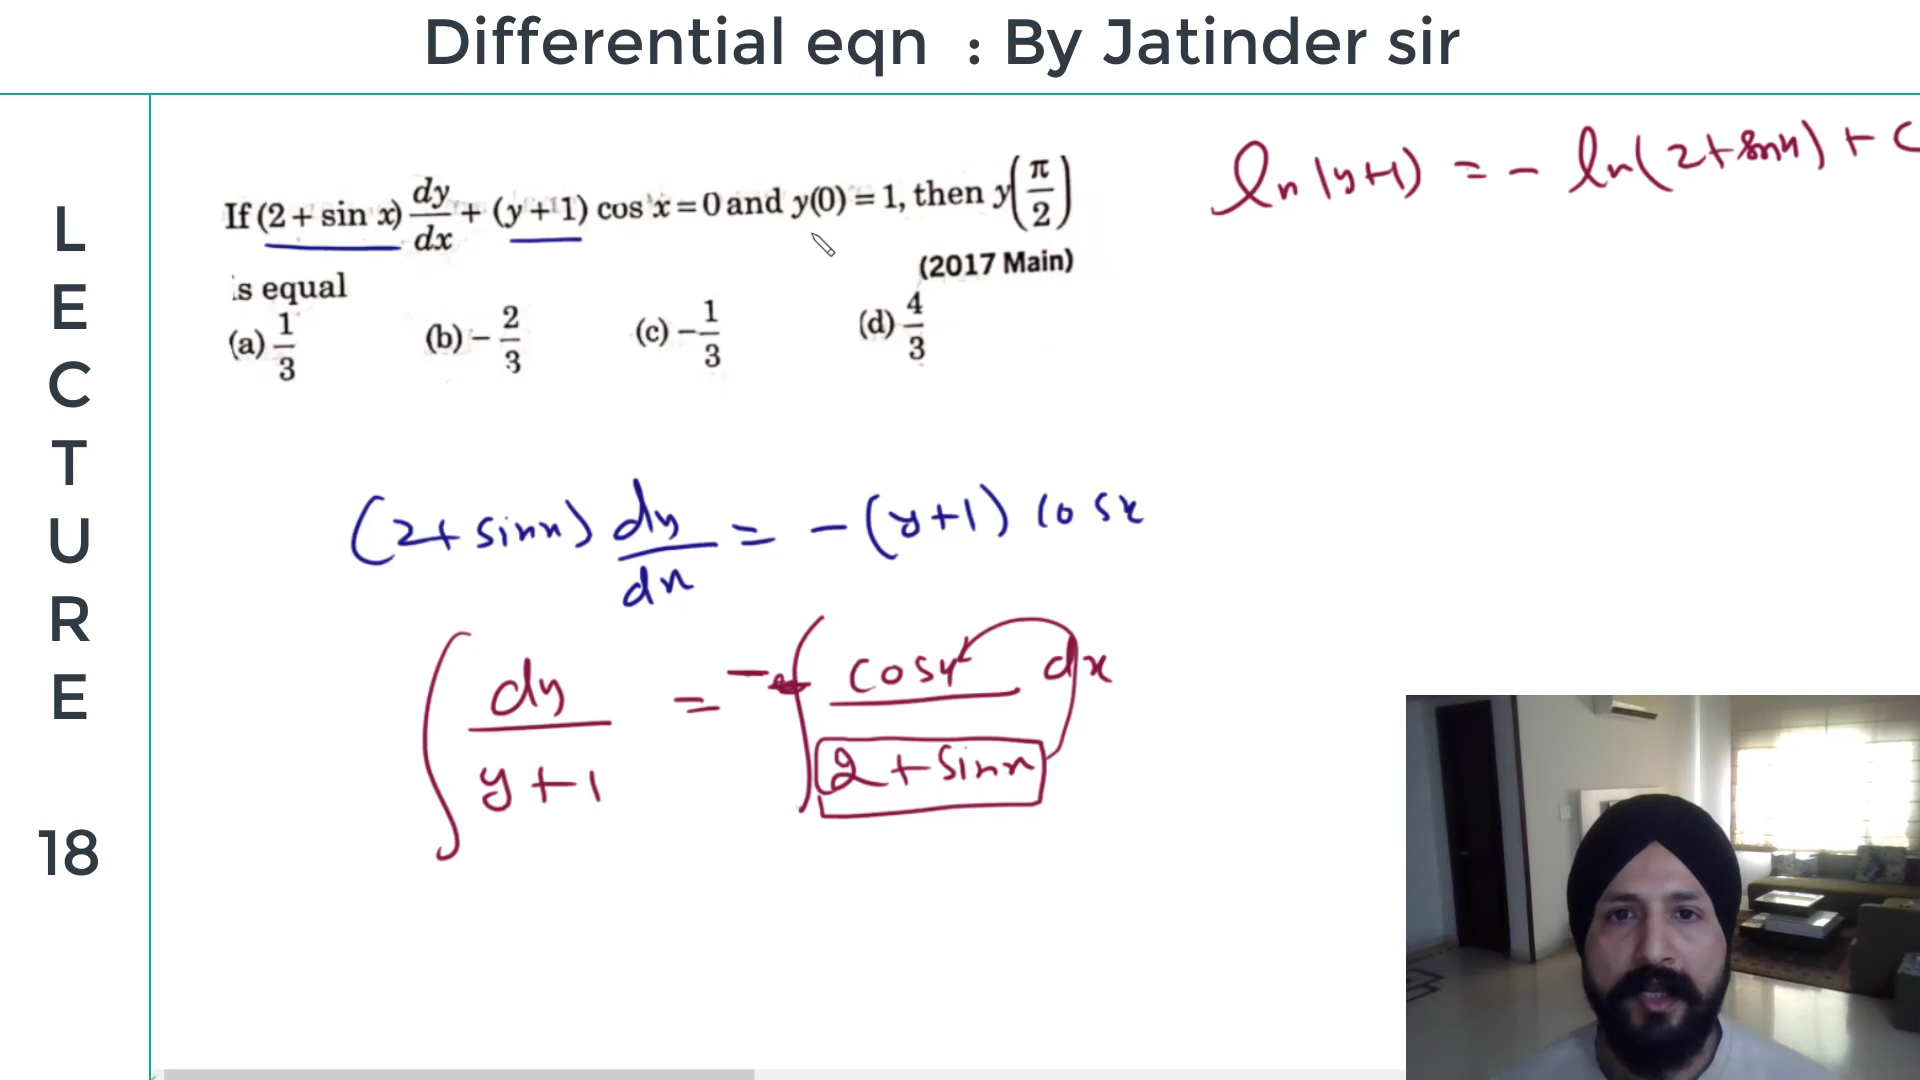 Differential eqn : By Jatinder sir
LECTURE
18
If (2 + sin x) dy/dx + (y + 1) cos x = 0 and y(0) = 1, then y(π/2)
is equal
(2017 Main)
(a) 1/3 (b) - 2/3 (c) - 1/3 (d) 4/3
ln(y+1) = - ln(2+sinx) + C
(2+sinx) dy/dx = -(y+1) cosx
∫ dy/y+1 = -∫ cosx/2+sinx dx